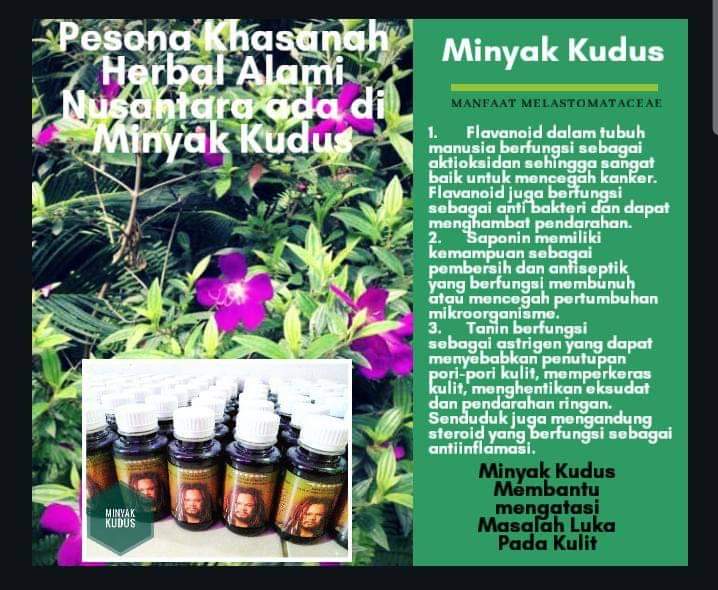 Pesona Khasanah
Herbal Alami
Nusantara ada di
Minyak Kudus
MINYAK
KUDUS
Minyak Kudus
MANFAAT MELASTOMATACEAE
1. Flavanoid dalam tubuh
manusia berfungsi sebagai
aktioksidan sehingga sangat
baik untuk mencegah kanker.
Flavanoid juga berfungsi
sebagai anti bakteri dan dapat
menghambat pendarahan.
2. Saponin memiliki
kemampuan sebagai
pembersih dan antiseptik
yang berfungsi membunuh
atau mencegah pertumbuhan
mikroorganisme.
3. Tanin berfungsi
sebagai astrigen yang dapat
menyebabkan penutupan
pori-pori kulit, memperkeras
kulit, menghentikan eksudat
dan pendarahan ringan.
Senduduk juga mengandung
steroid yang berfungsi sebagai
antiinflamasi.
Minyak Kudus
Membantu
mengatasi
Masalah Luka
Pada Kulit